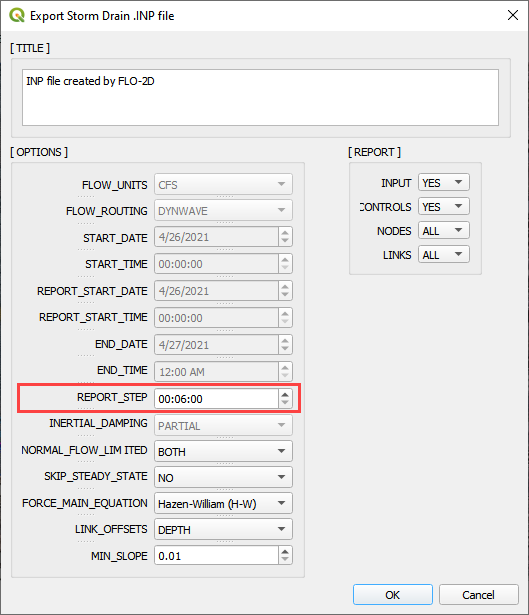 Export Storm Drain .INP file
[ TITLE ]
INP file created by FLO-2D
[ OPTIONS ]
FLOW_UNITS CFS
FLOW_ROUTING DYNWAVE
START_DATE 4/26/2021
START_TIME 00:00:00
REPORT_START_DATE 4/26/2021
REPORT_START_TIME 00:00:00
END_DATE 4/27/2021
END_TIME 12:00 AM
REPORT_STEP 00:06:00
INERTIAL_DAMPING PARTIAL
NORMAL_FLOW_LIM ITED BOTH
SKIP_STEADY_STATE NO
FORCE_MAIN_EQUATION Hazen-William (H-W)
LINK_OFFSETS DEPTH
MIN_SLOPE 0.01
[ REPORT ]
INPUT YES
CONTROLS YES
NODES ALL
LINKS ALL
OK Cancel